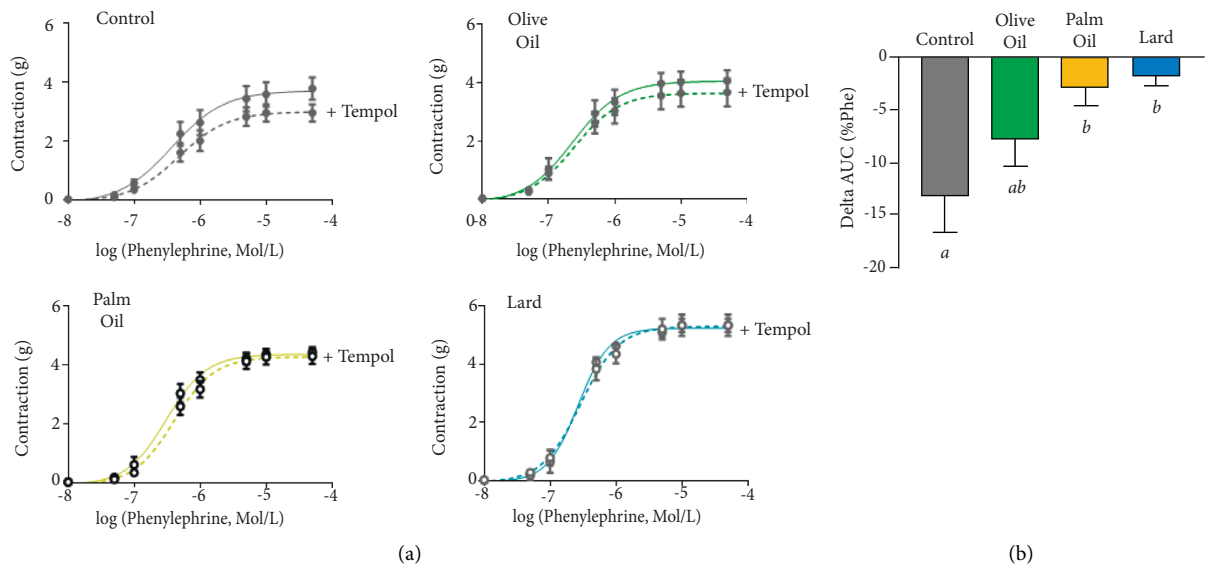 Control
Contraction (g)
6
4
2
0
+ Tempol
-8 -7 -6 -5 -4
log (Phenylephrine, Mol/L)
Olive
Oil
Contraction (g)
6
4
2
0
+ Tempol
-8 -7 -6 -5 -4
log (Phenylephrine, Mol/L)
Control
Olive
Oil
Palm
Oil
Lard
Delta AUC (%Phe)
0
-5
-10
-15
-20
a
ab
b
b
Palm
Oil
Contraction (g)
6
4
2
0
+ Tempol
-8 -7 -6 -5 -4
log (Phenylephrine, Mol/L)
Lard
Contraction (g)
6
4
2
0
+ Tempol
-8 -7 -6 -5 -4
log (Phenylephrine, Mol/L)
(a)
(b)